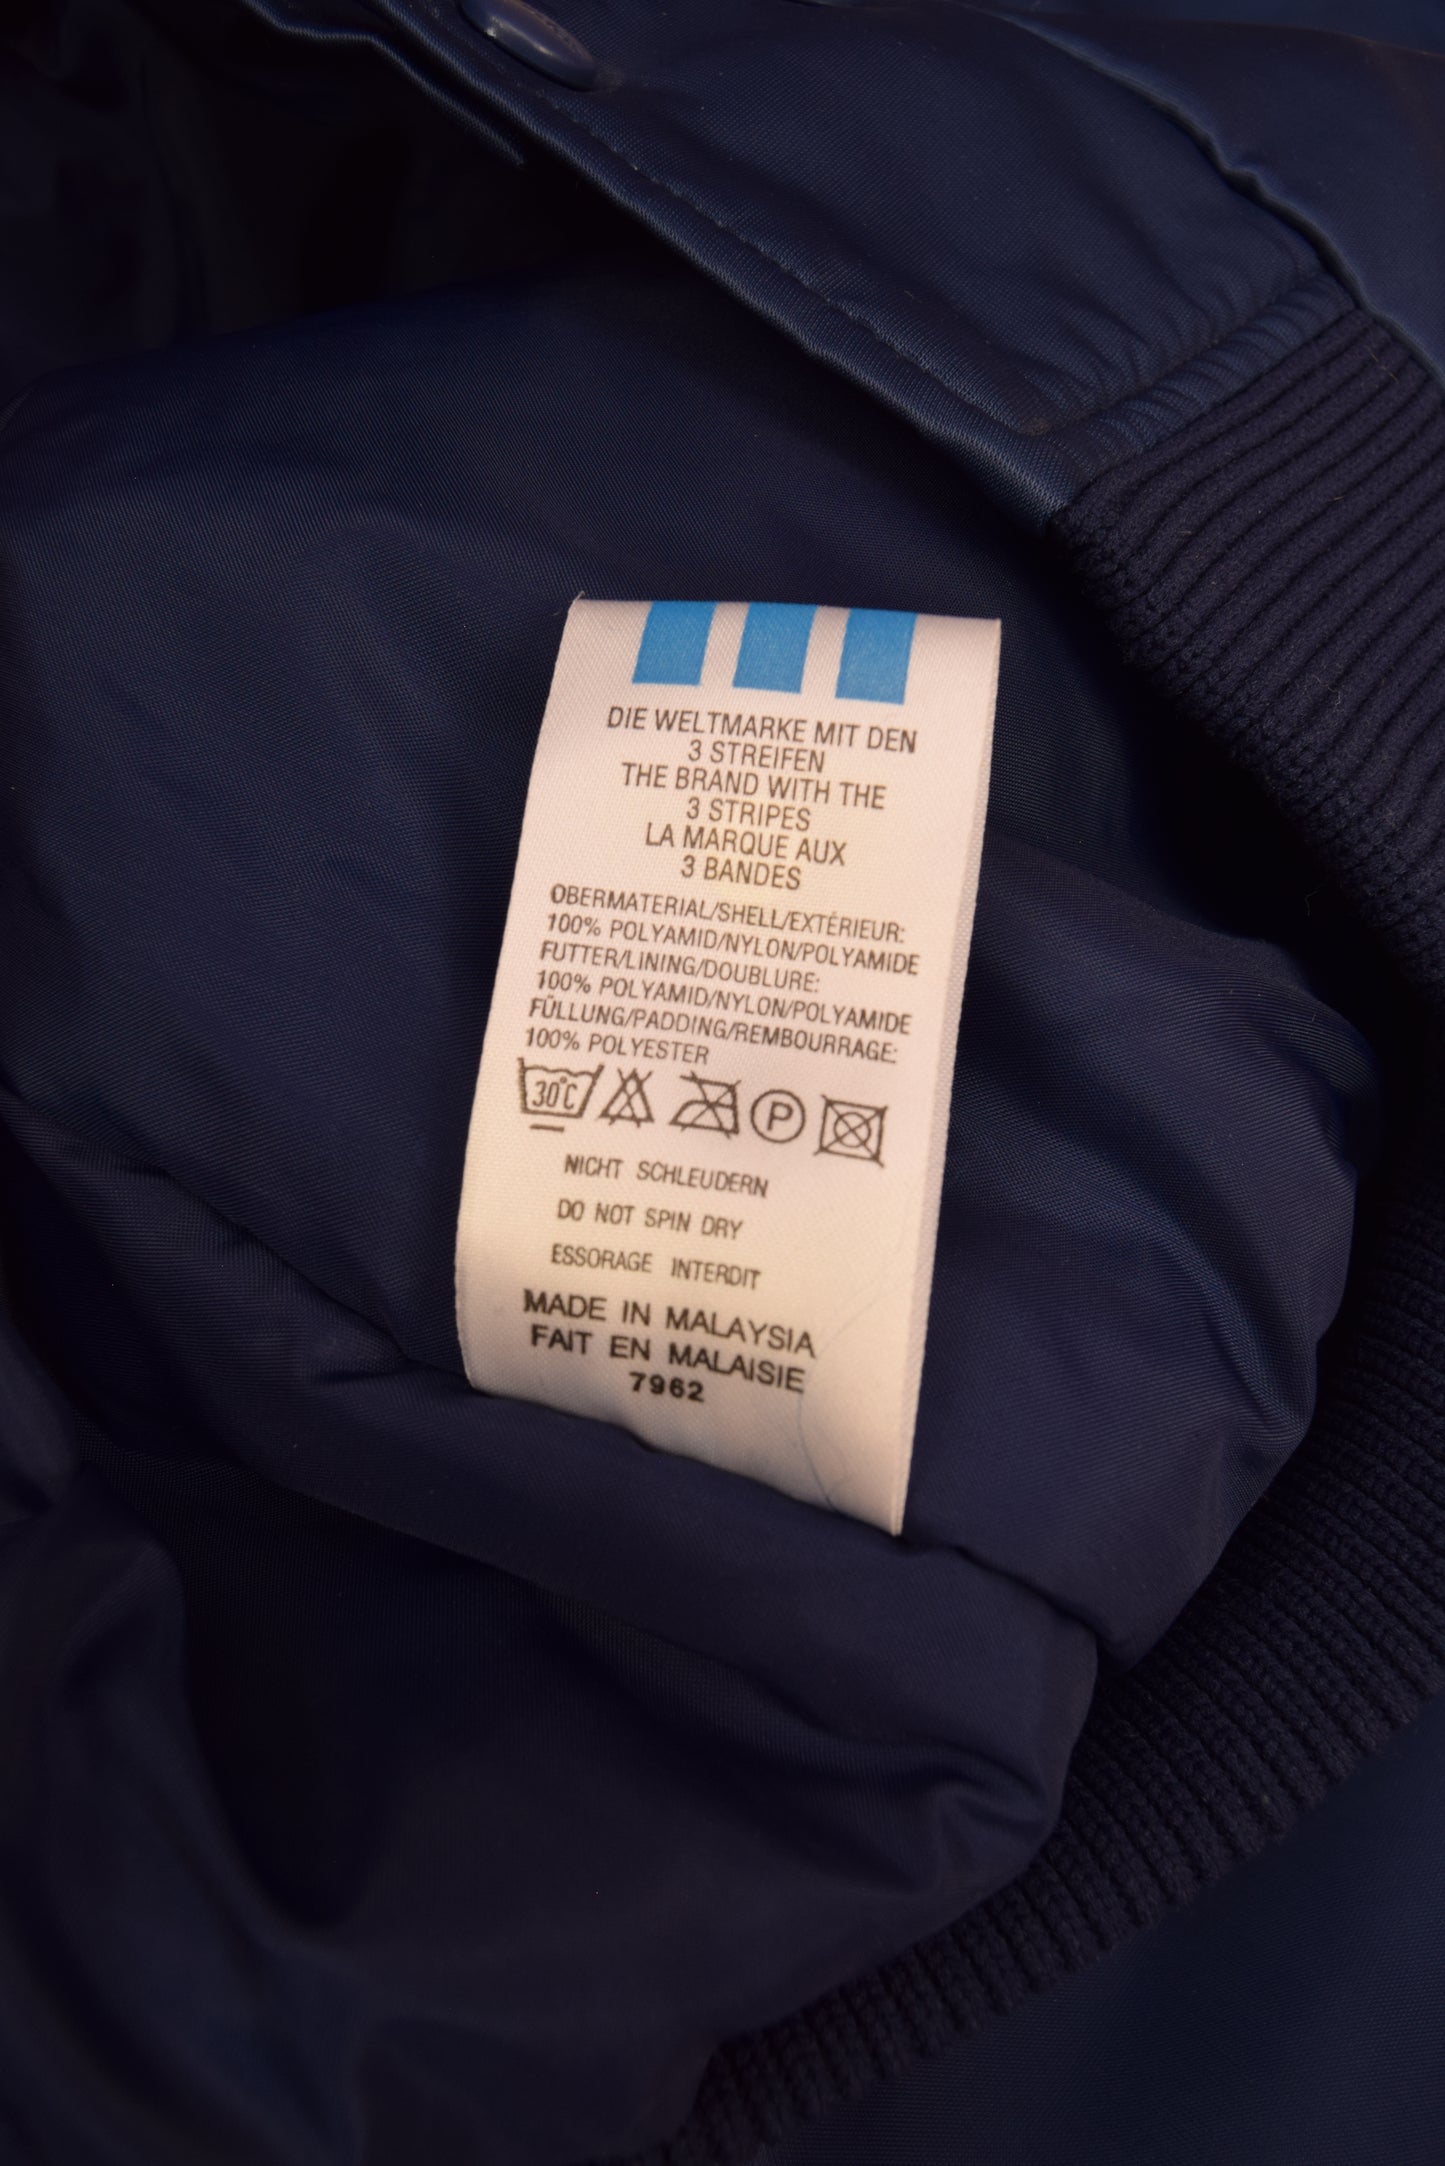 DIE WELTMARKE MIT DEN
3 STREIFEN
THE BRAND WITH THE
3 STRIPES
LA MARQUE AUX
3 BANDES
OBERMATERIAL/SHELL/EXTÉRIEUR:
100% POLYAMID/NYLON/POLYAMIDE
FUTTER/LINING/DOUBLURE:
100% POLYAMID/NYLON/POLYAMIDE
FÜLLUNG/PADDING/REMBOURRAGE:
100% POLYESTER
30°C P
NICHT SCHLEUDERN
DO NOT SPIN DRY
ESSORAGE INTERDIT
MADE IN MALAYSIA
FAIT EN MALAISIE
7962